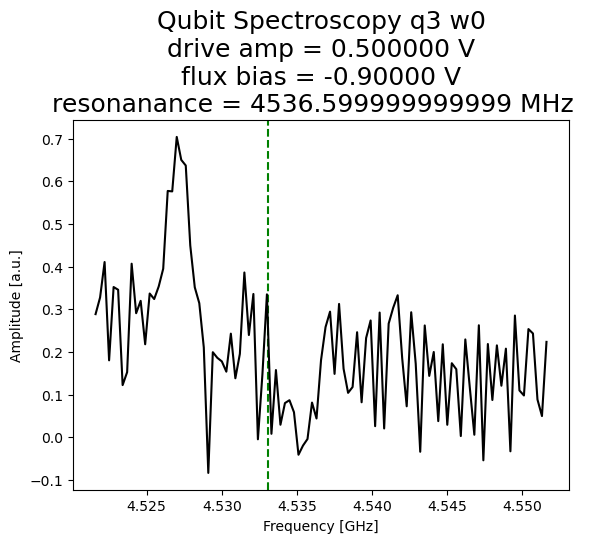 Qubit Spectroscopy q3 w0
drive amp = 0.500000 V
flux bias = -0.90000 V
resonanance = 4536.599999999999 MHz
0.7
0.6
0.5
0.4
0.3
0.2
0.1
0.0
-0.1
Amplitude [a.u.]
4.525
4.530
4.535
4.540
4.545
4.550
Frequency [GHz]